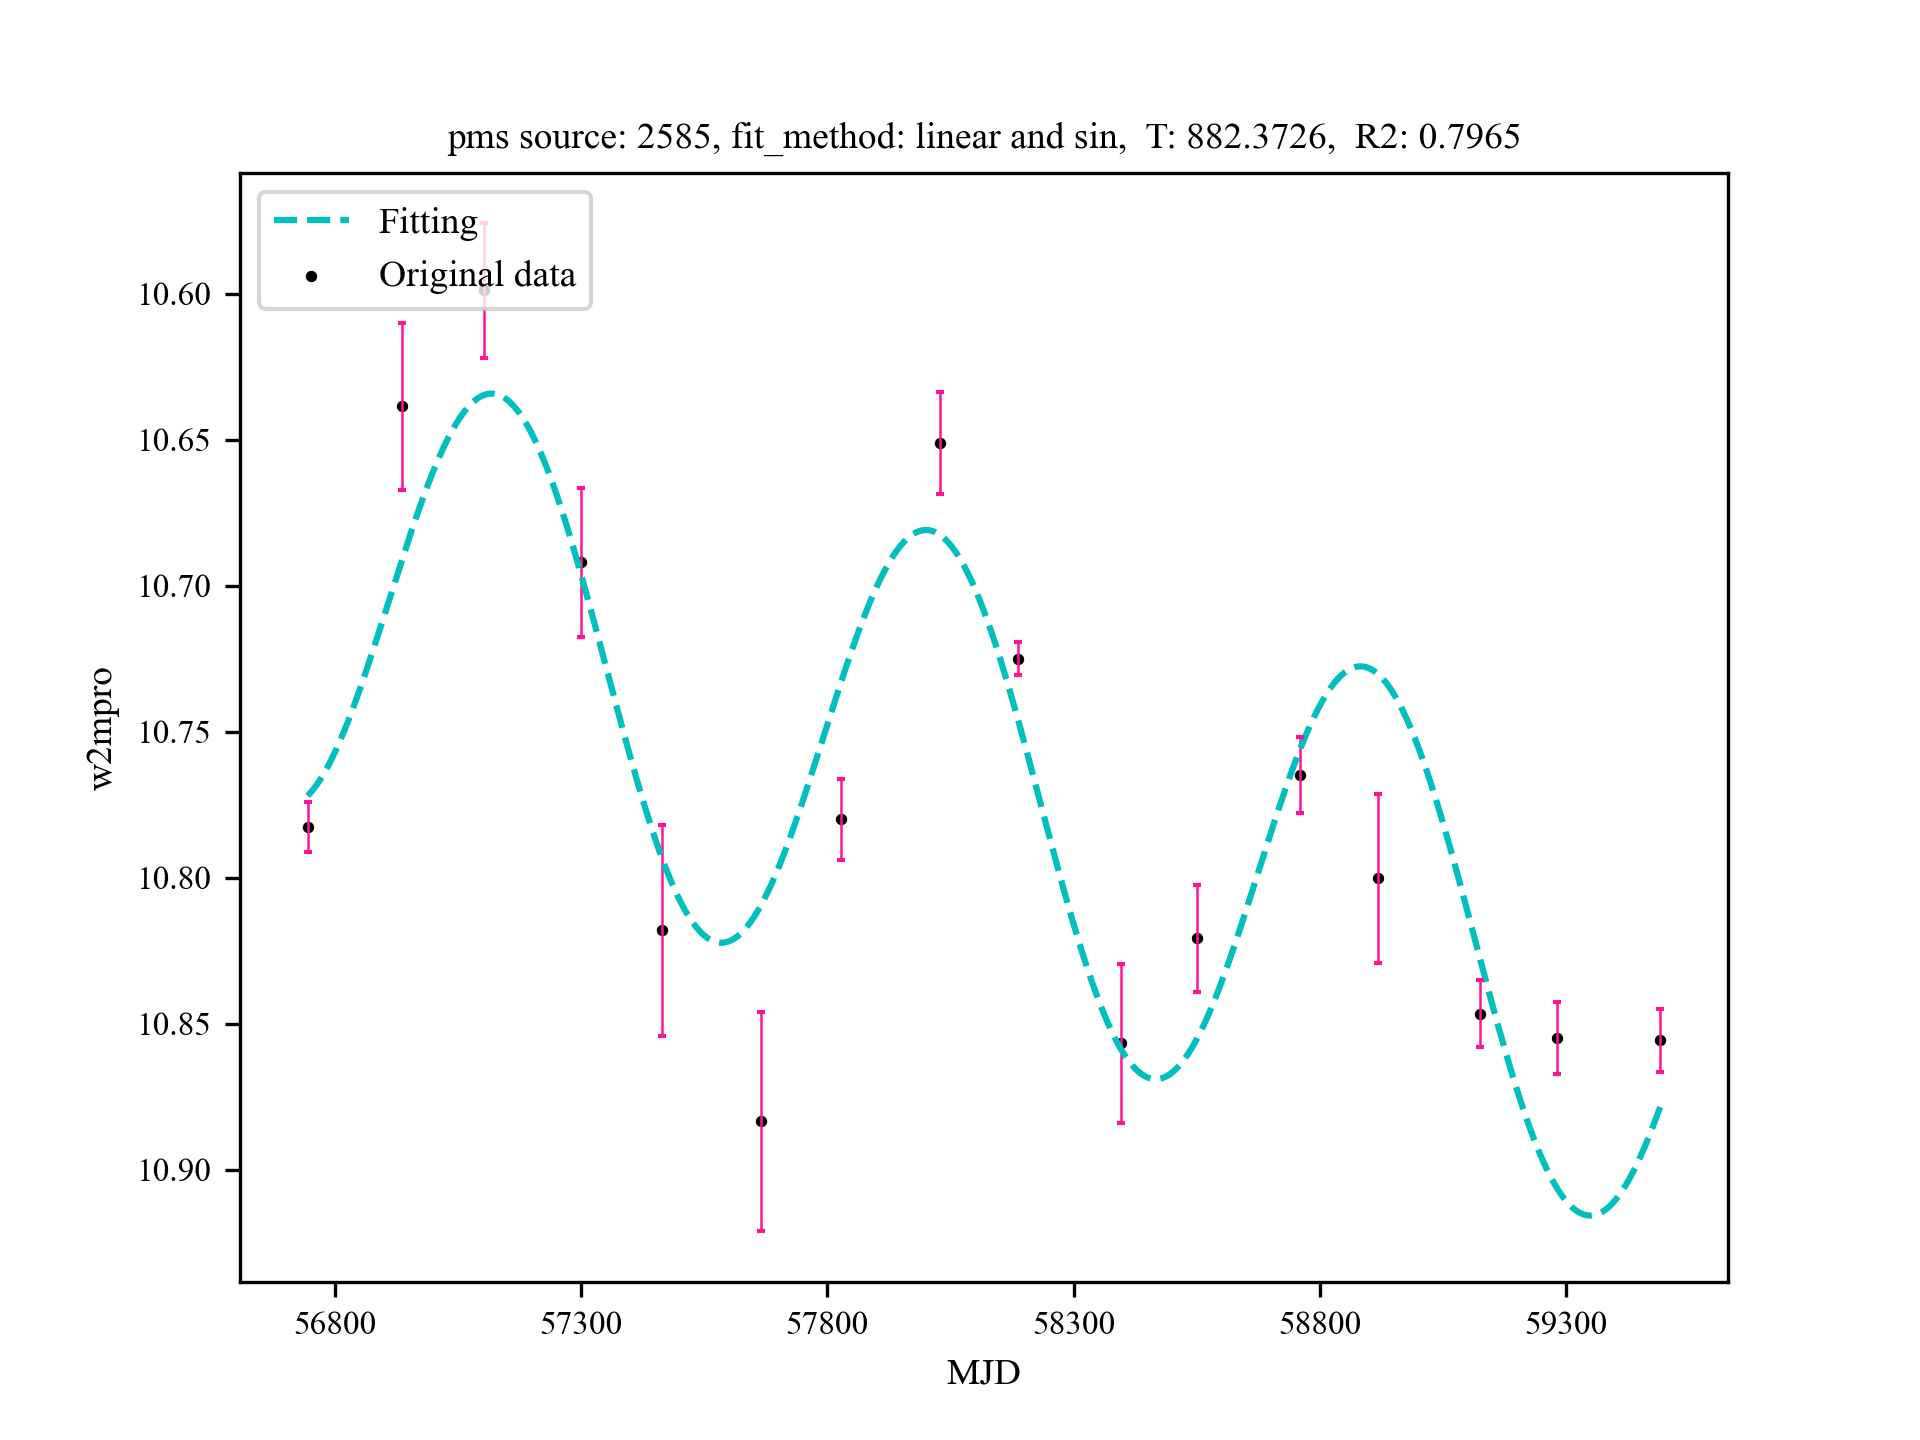 pms source: 2585, fit_method: linear and sin,  T: 882.3726,  R2: 0.7965
Fitting
Original data
10.60
10.65
10.70
10.75
10.80
10.85
10.90
w2mpro
56800 57300 57800 58300 58800 59300
MJD